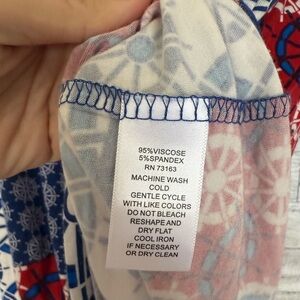 95%VISCOSE
5%SPANDEX
RN 73163
MACHINE WASH
COLD
GENTLE CYCLE
WITH LIKE COLORS
DO NOT BLEACH
RESHAPE AND
DRY FLAT
COOL IRON
IF NECESSARY
OR DRY CLEAN